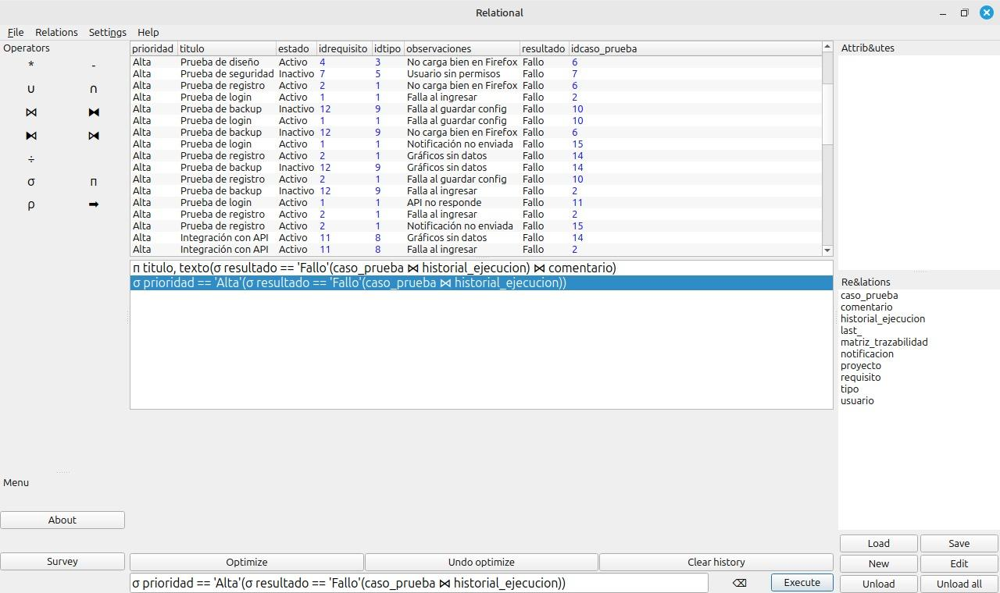 Relational
File Relations Settings Help
Operators
* -
∪ ∩
⋈ ⧓
⧑ ⧒
÷
σ π
ρ ➡
Menu
About
Survey
prioridad titulo estado idrequisito idtipo observaciones resultado idcaso_prueba
Alta Prueba de diseño Activo 4 3 No carga bien en Firefox Fallo 6
Alta Prueba de seguridad Inactivo 7 5 Usuario sin permisos Fallo 7
Alta Prueba de registro Activo 2 1 No carga bien en Firefox Fallo 6
Alta Prueba de login Activo 1 1 Falla al ingresar Fallo 2
Alta Prueba de backup Inactivo 12 9 Falla al guardar config Fallo 10
Alta Prueba de login Activo 1 1 Falla al guardar config Fallo 10
Alta Prueba de backup Inactivo 12 9 No carga bien en Firefox Fallo 6
Alta Prueba de login Activo 1 1 Notificación no enviada Fallo 15
Alta Prueba de registro Activo 2 1 Gráficos sin datos Fallo 14
Alta Prueba de backup Inactivo 12 9 Gráficos sin datos Fallo 14
Alta Prueba de registro Activo 2 1 Falla al guardar config Fallo 10
Alta Prueba de backup Inactivo 12 9 Falla al ingresar Fallo 2
Alta Prueba de login Activo 1 1 API no responde Fallo 11
Alta Prueba de registro Activo 2 1 Falla al ingresar Fallo 2
Alta Prueba de registro Activo 2 1 Notificación no enviada Fallo 15
Alta Integración con API Activo 11 8 Gráficos sin datos Fallo 14
Alta Integración con API Activo 11 8 Falla al ingresar Fallo 2
π titulo, texto(σ resultado == 'Fallo'(caso_prueba ⋈ historial_ejecucion) ⋈ comentario)
σ prioridad == 'Alta'(σ resultado == 'Fallo'(caso_prueba ⋈ historial_ejecucion))
Optimize Undo optimize Clear history
σ prioridad == 'Alta'(σ resultado == 'Fallo'(caso_prueba ⋈ historial_ejecucion)) ⌫ Execute
Attrib&utes
Re&lations
caso_prueba
comentario
historial_ejecucion
last_
matriz_trazabilidad
notificacion
proyecto
requisito
tipo
usuario
Load Save
New Edit
Unload Unload all